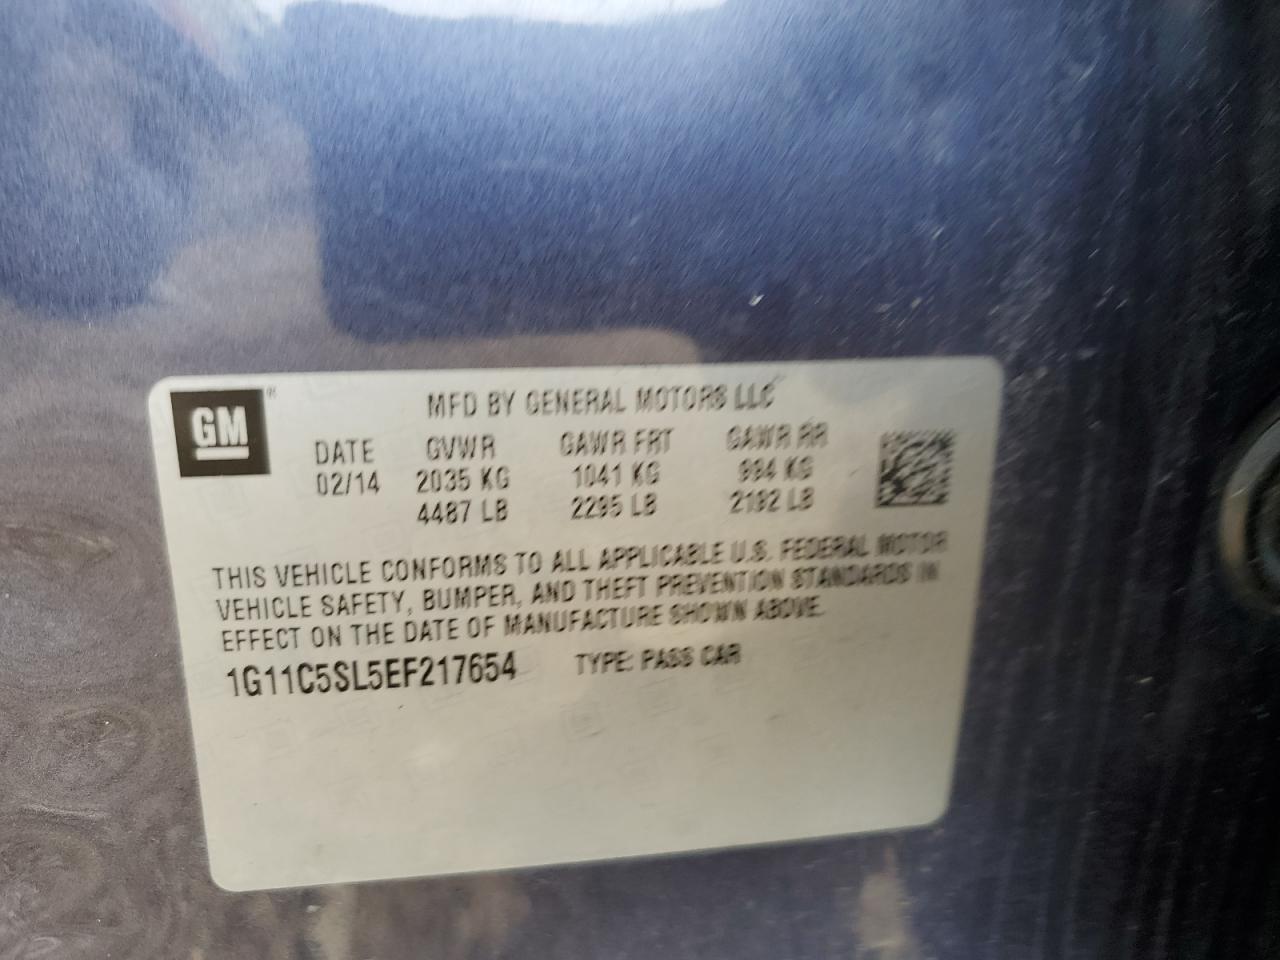 GM ®
MFD BY GENERAL MOTORS LLC
DATE GVWR GAWR FRT GAWR RR
02/14 2035 KG 1041 KG 994 KG
4487 LB 2295 LB 2192 LB
THIS VEHICLE CONFORMS TO ALL APPLICABLE U.S. FEDERAL MOTOR
VEHICLE SAFETY, BUMPER, AND THEFT PREVENTION STANDARDS IN
EFFECT ON THE DATE OF MANUFACTURE SHOWN ABOVE.
1G11C5SL5EF217654 TYPE: PASS CAR